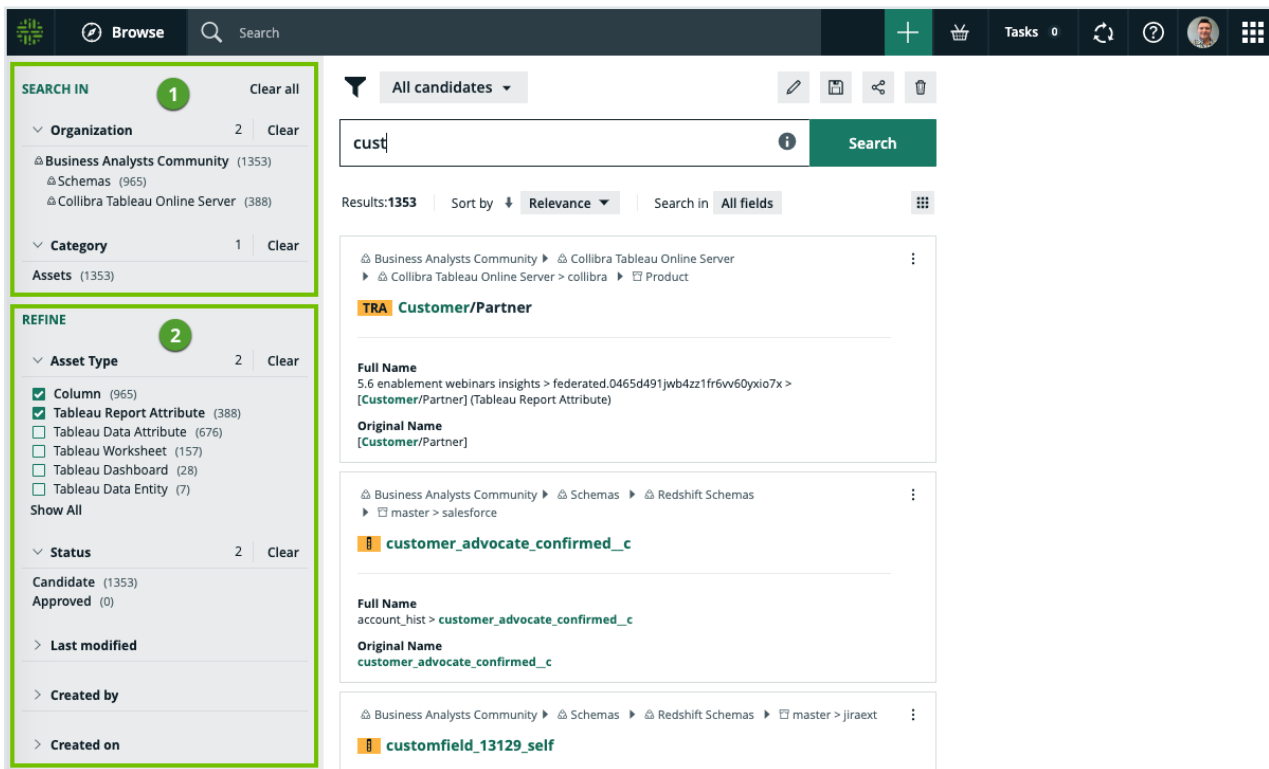 Browse Search Tasks 0
SEARCH IN 1 Clear all
Organization 2 Clear
Business Analysts Community (1353)
Schemas (965)
Collibra Tableau Online Server (388)
Category 1 Clear
Assets (1353)
REFINE 2
Asset Type 2 Clear
Column (965)
Tableau Report Attribute (388)
Tableau Data Attribute (676)
Tableau Worksheet (157)
Tableau Dashboard (28)
Tableau Data Entity (7)
Show All
Status 2 Clear
Candidate (1353)
Approved (0)
Last modified
Created by
Created on
All candidates
cust Search
Results:1353 Sort by Relevance Search in All fields
Business Analysts Community Collibra Tableau Online Server
Collibra Tableau Online Server > collibra Product
TRA Customer/Partner
Full Name
5.6 enablement webinars insights > federated.0465d491jwb4zz1fr6vv60yxio7x >
[Customer/Partner] (Tableau Report Attribute)
Original Name
[Customer/Partner]
Business Analysts Community Schemas Redshift Schemas
master > salesforce
customer_advocate_confirmed__c
Full Name
account_hist > customer_advocate_confirmed__c
Original Name
customer_advocate_confirmed__c
Business Analysts Community Schemas Redshift Schemas master > jiraext
customfield_13129_self